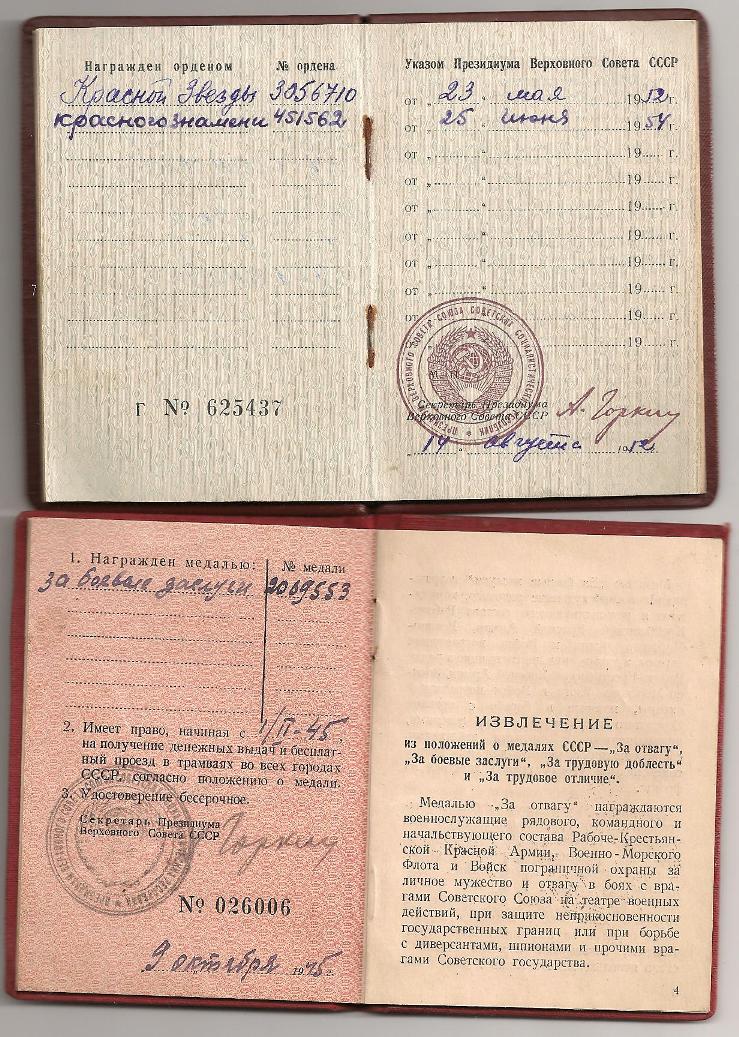 Награжден орденом № ордена
Красной Звезды 3056710
красного знамени 451562
Указом Президиума Верховного Совета СССР
от „ 23 “ мая 1952 г.
от „ 25 “ июня 1954 г.
от „ “ 19 г.
от „ “ 19 г.
от „ “ 19 г.
от „ “ 19 г.
от „ “ 19 г.
от „ “ 19 г.
от „ “ 19 г.
от 19 г.
19 г.
М. П.
Секретарь Президиума
Верховного Совета СССР
А. Горкин
„ 14 “ августа 1952 г.
Г № 625437
1. Награжден медалью: № медали
за боевые заслуги 2009553
2. Имеет право, начиная с 1/II-45,
на получение денежных выдач и бесплат-
ный проезд в трамваях во всех городах
СССР, согласно положению о медали.
3. Удостоверение бессрочное.
Секретарь Президиума
Верховного Совета СССР
Горкин
№ 026006
9 октября 1945 г.
ИЗВЛЕЧЕНИЕ
из положений о медалях СССР—„За отвагу“,
„За боевые заслуги“, „За трудовую доблесть“
и „За трудовое отличие“.
Медалью „За отвагу“ награждаются
военнослужащие рядового, командного и
начальствующего состава Рабоче-Крестьян-
ской Красной Армии, Военно-Морского
Флота и Войск пограничной охраны за
личное мужество и отвагу в боях с вра-
гами Советского Союза на театре военных
действий, при защите неприкосновенности
государственных границ или при борьбе
с диверсантами, шпионами и прочими вра-
гами Советского государства.
4